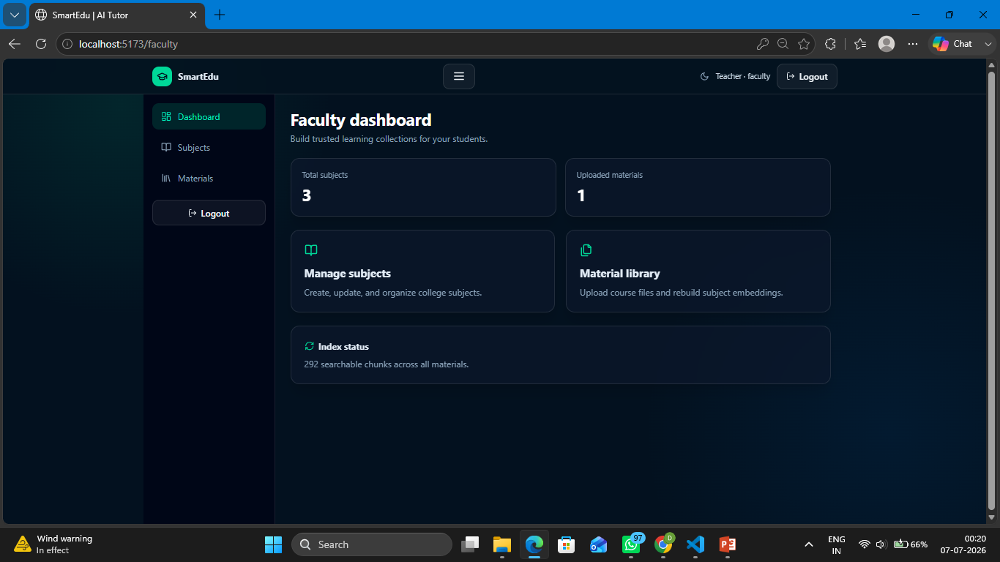 SmartEdu | AI Tutor
localhost:5173/faculty
Chat
SmartEdu
Teacher · faculty
Logout
Dashboard
Subjects
Materials
Logout
Faculty dashboard
Build trusted learning collections for your students.
Total subjects
3
Uploaded materials
1
Manage subjects
Create, update, and organize college subjects.
Material library
Upload course files and rebuild subject embeddings.
Index status
292 searchable chunks across all materials.
Wind warning
In effect
Search
97
D
ENG
IN
66%
00:20
07-07-2026